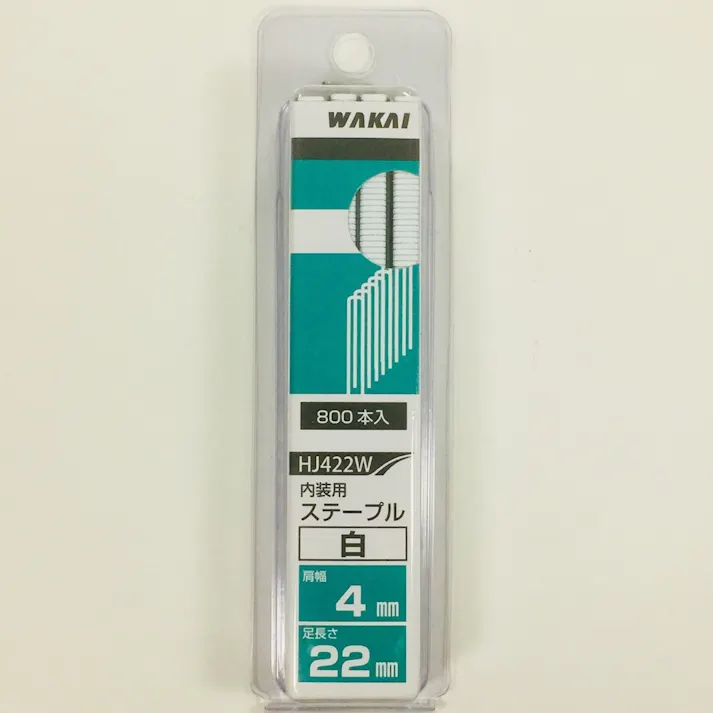 WAKAI
800本入
HJ422W
内装用
ステープル
白
肩幅
4mm
足長さ
22mm